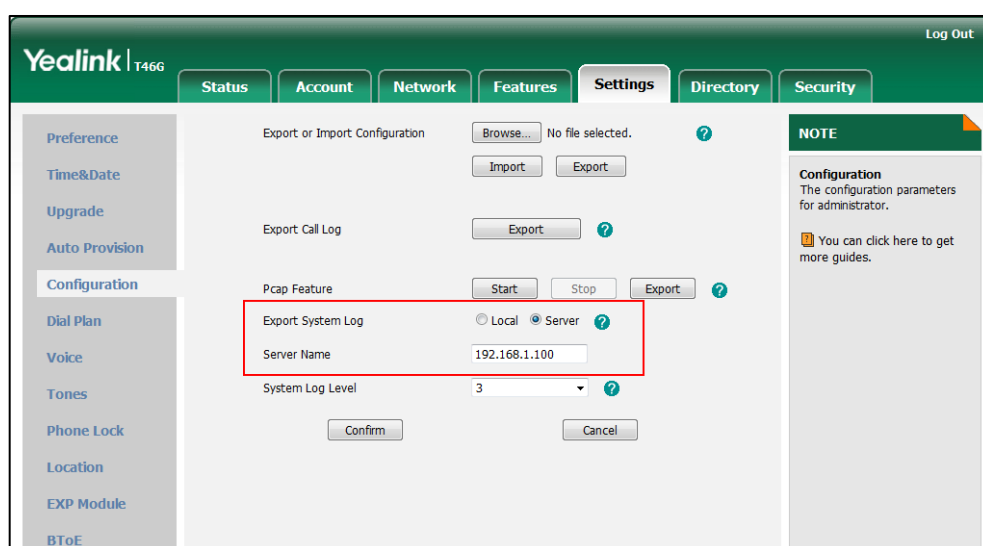 Log Out
Yealink | T46G
Status Account Network Features Settings Directory Security
Preference
Time&Date
Upgrade
Auto Provision
Configuration
Dial Plan
Voice
Tones
Phone Lock
Location
EXP Module
BToE
Export or Import Configuration Browse... No file selected. ?
Import Export
Export Call Log Export ?
Pcap Feature Start Stop Export ?
Export System Log Local Server ?
Server Name 192.168.1.100
System Log Level 3 ?
Confirm Cancel
NOTE
Configuration
The configuration parameters
for administrator.
? You can click here to get
more guides.